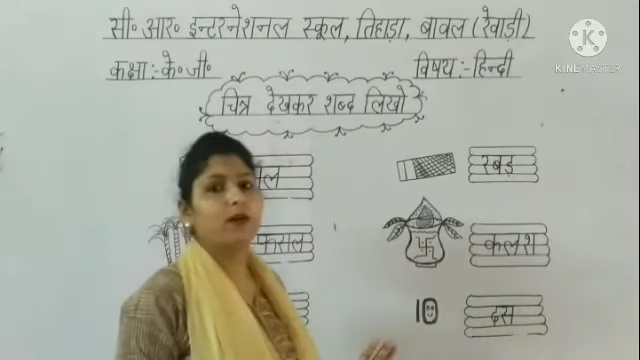 सी॰ आर॰ इन्टरनेशनल स्कूल, तिहाड़ा, बावल (रेवाड़ी)
कक्षा:- के॰ जी॰
विषय:- हिन्दी
चित्र देखकर शब्द लिखो
रबड़
फसल
कलश
10
दस
KINEMASTER